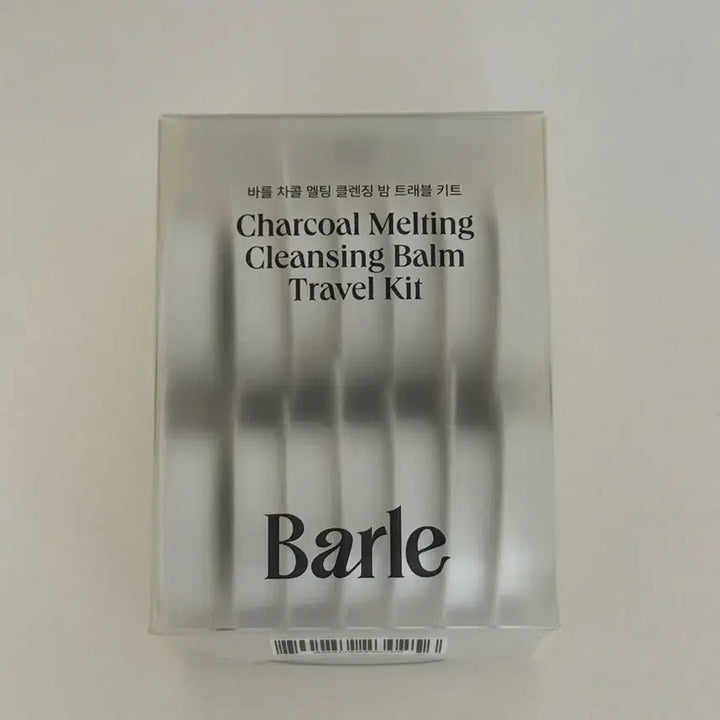 바를 차콜 멜팅 클렌징 밤 트래블 키트
Charcoal Melting
Cleansing Balm
Travel Kit
Barle